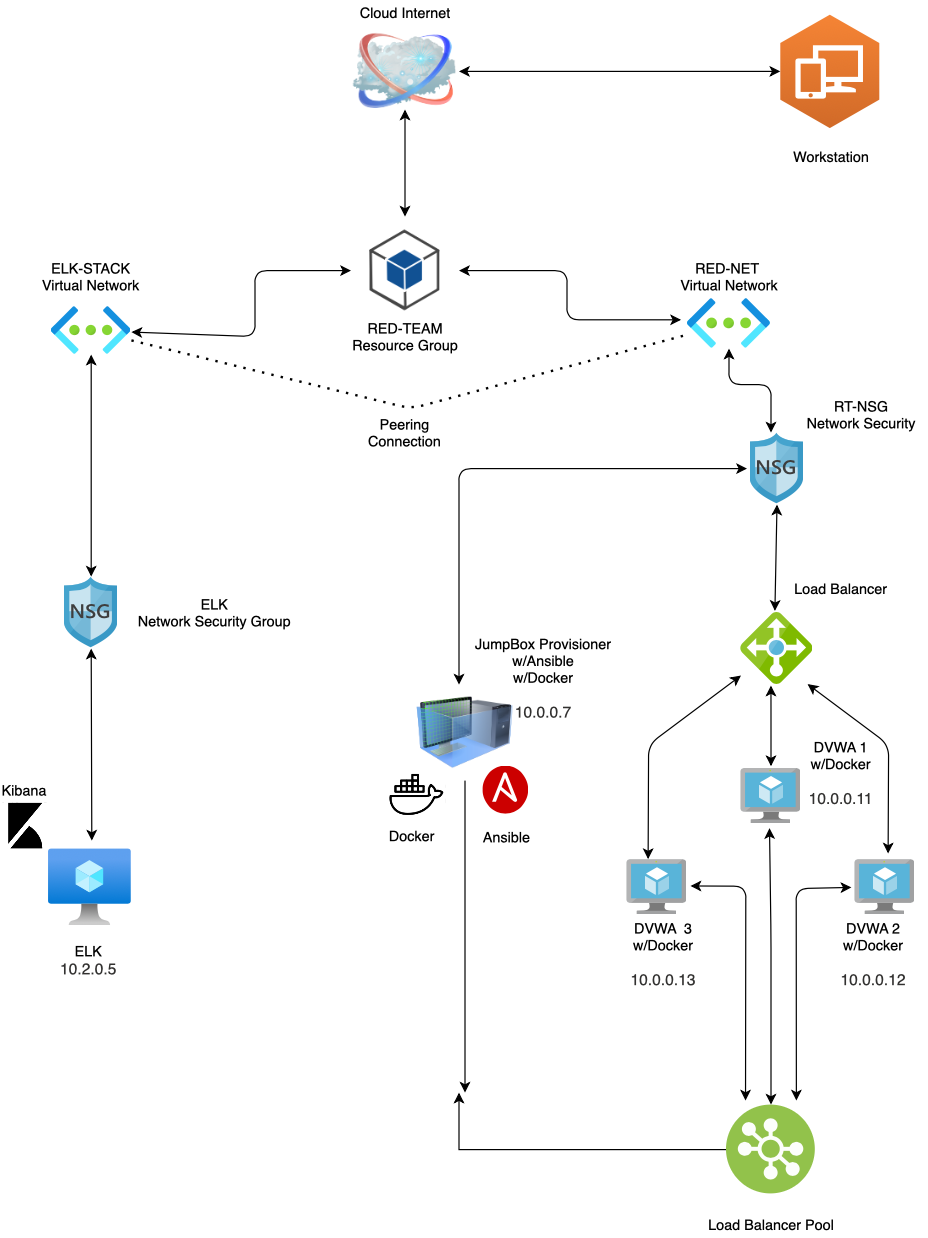 Cloud Internet
Workstation
ELK-STACK
Virtual Network
RED-NET
Virtual Network
RED-TEAM
Resource Group
Peering
Connection
RT-NSG
Network Security
NSG
NSG
ELK
Network Security Group
Load Balancer
JumpBox Provisioner
w/Ansible
w/Docker
10.0.0.7
DVWA 1
w/Docker
10.0.0.11
Kibana
Docker
Ansible
ELK
10.2.0.5
DVWA 3
w/Docker
10.0.0.13
DVWA 2
w/Docker
10.0.0.12
Load Balancer Pool